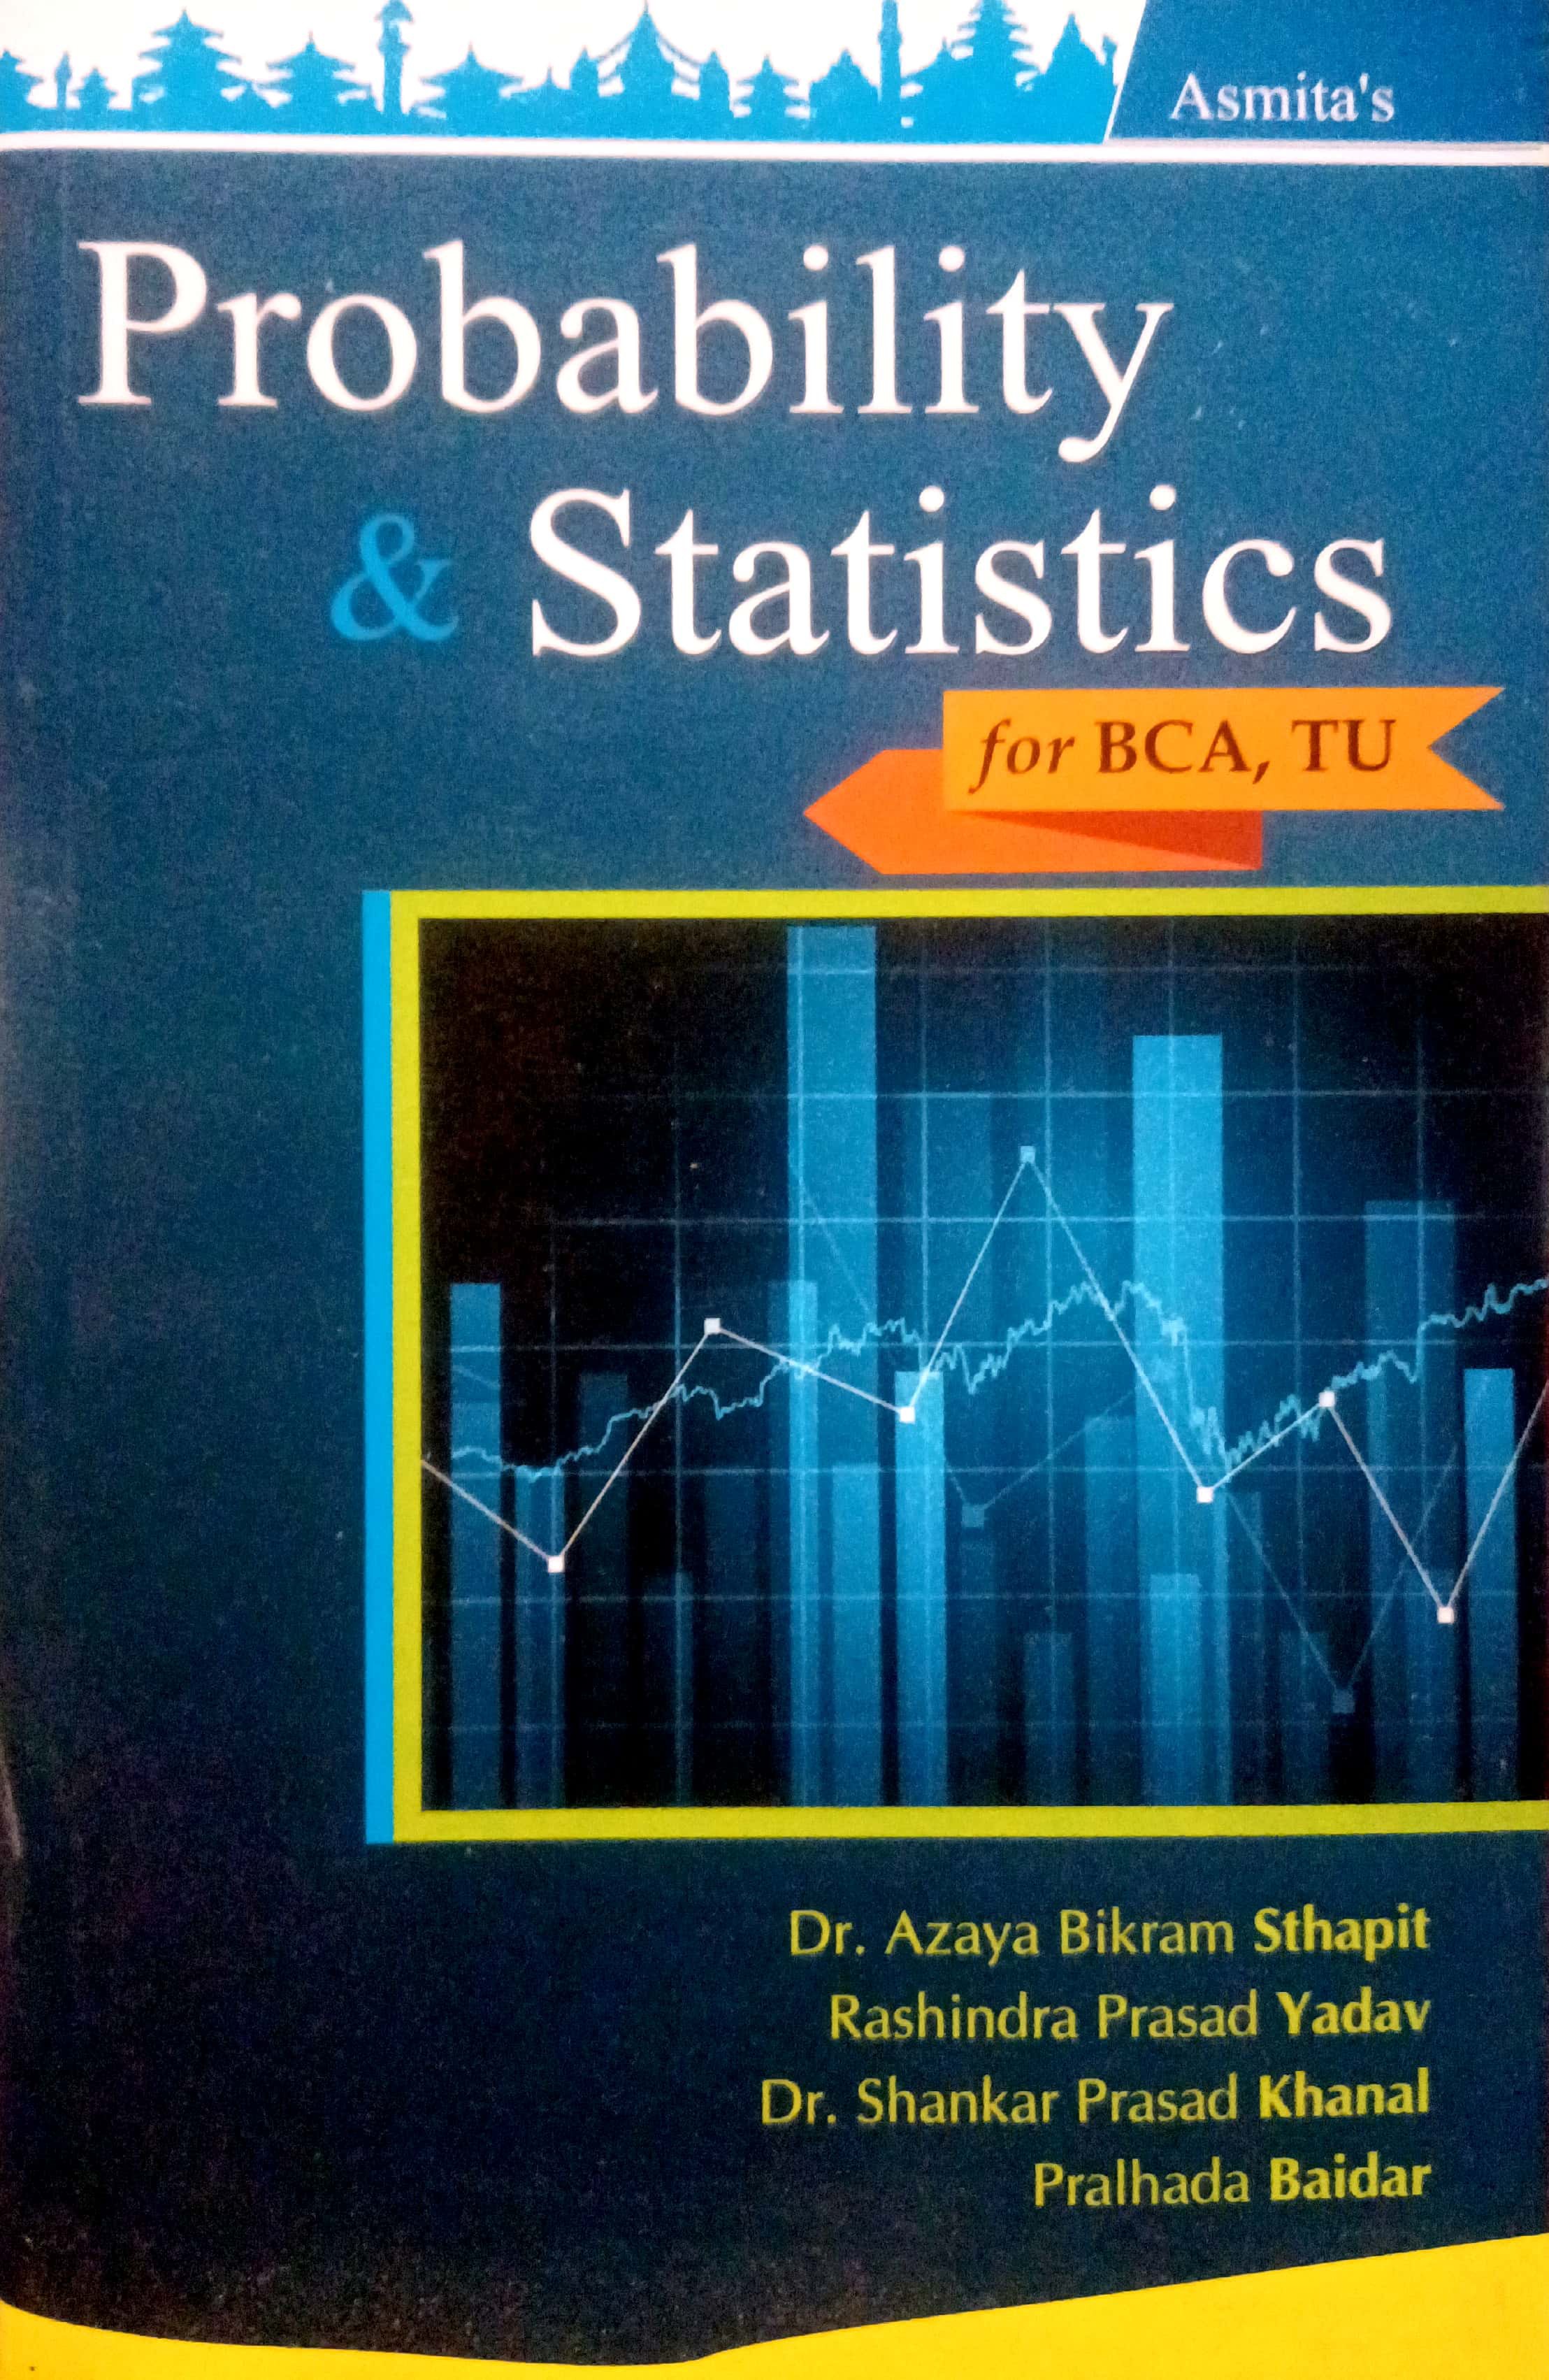 Asmita's
Probability
& Statistics
for BCA, TU
Dr. Azaya Bikram Sthapit
Rashindra Prasad Yadav
Dr. Shankar Prasad Khanal
Pralhada Baidar